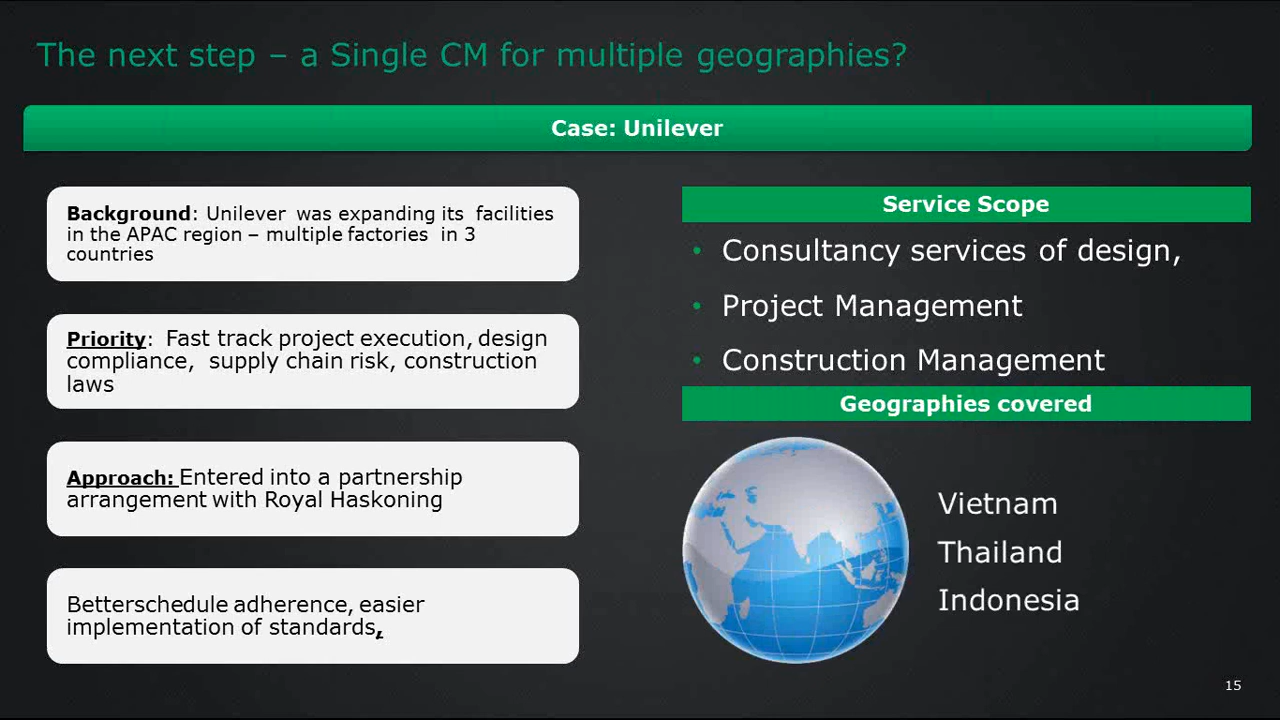 The next step – a Single CM for multiple geographies?
Case: Unilever
Background: Unilever was expanding its facilities
in the APAC region – multiple factories in 3
countries
Priority: Fast track project execution, design
compliance, supply chain risk, construction
laws
Approach: Entered into a partnership
arrangement with Royal Haskoning
Betterschedule adherence, easier
implementation of standards,
Service Scope
• Consultancy services of design,
• Project Management
• Construction Management
Geographies covered
Vietnam
Thailand
Indonesia
15